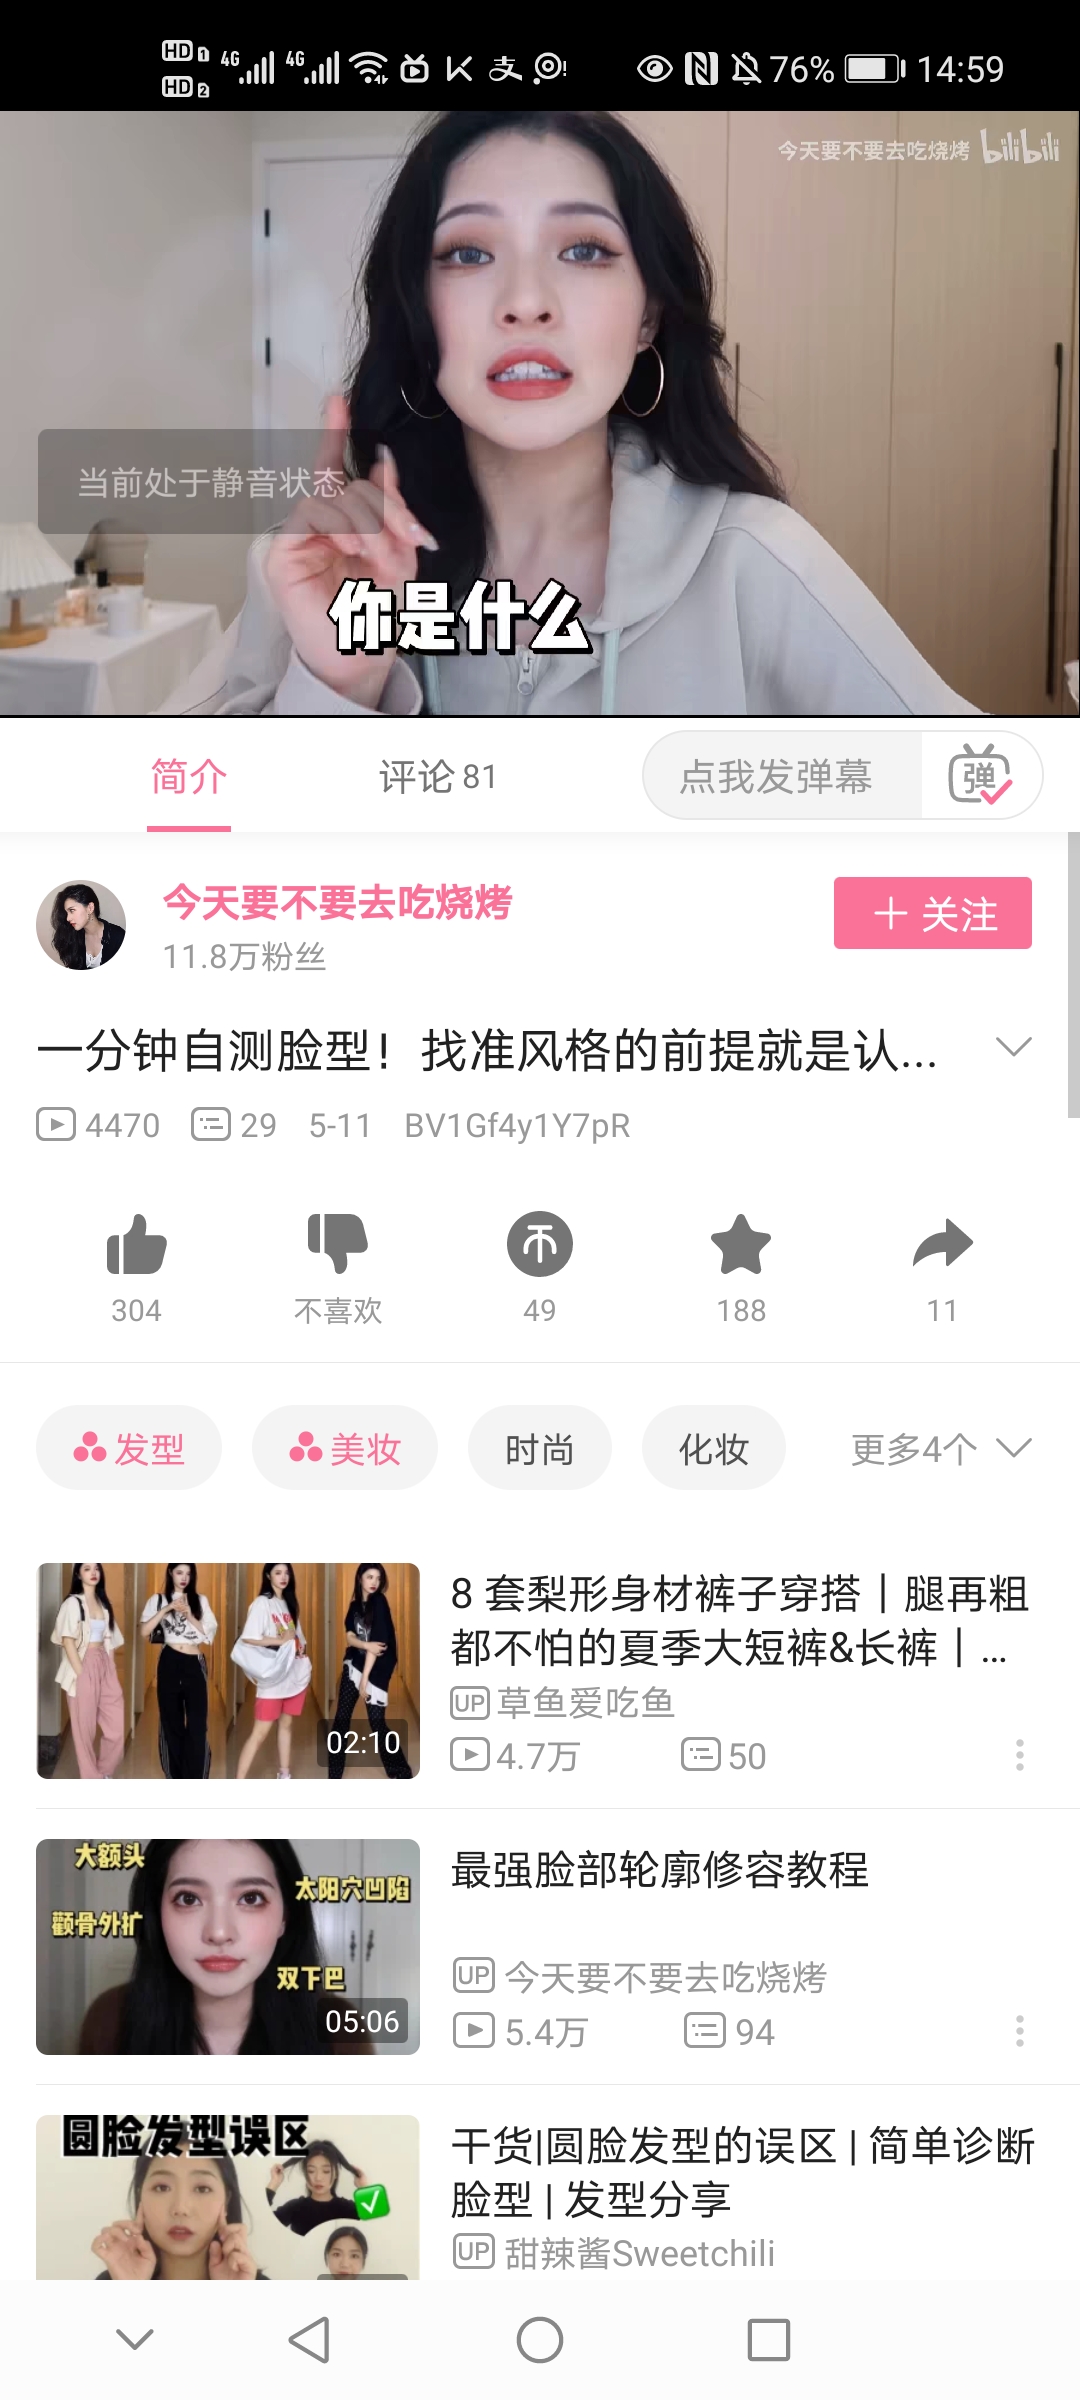 HD 1 4G 4G 76% 14:59
HD 2
今天要不要去吃烧烤 bilibili
当前处于静音状态
你是什么
简介 评论 81 点我发弹幕 弹
今天要不要去吃烧烤
11.8万粉丝
+ 关注
一分钟自测脸型！找准风格的前提就是认...
4470 29 5-11 BV1Gf4y1Y7pR
304 不喜欢 49 188 11
发型 美妆 时尚 化妆 更多4个
8 套梨形身材裤子穿搭｜腿再粗
都不怕的夏季大短裤&长裤｜...
UP 草鱼爱吃鱼
02:10
4.7万 50
大额头
太阳穴凹陷
颧骨外扩
双下巴
05:06
最强脸部轮廓修容教程
UP 今天要不要去吃烧烤
5.4万 94
圆脸发型误区
干货|圆脸发型的误区 | 简单诊断
脸型 | 发型分享
UP 甜辣酱Sweetchili